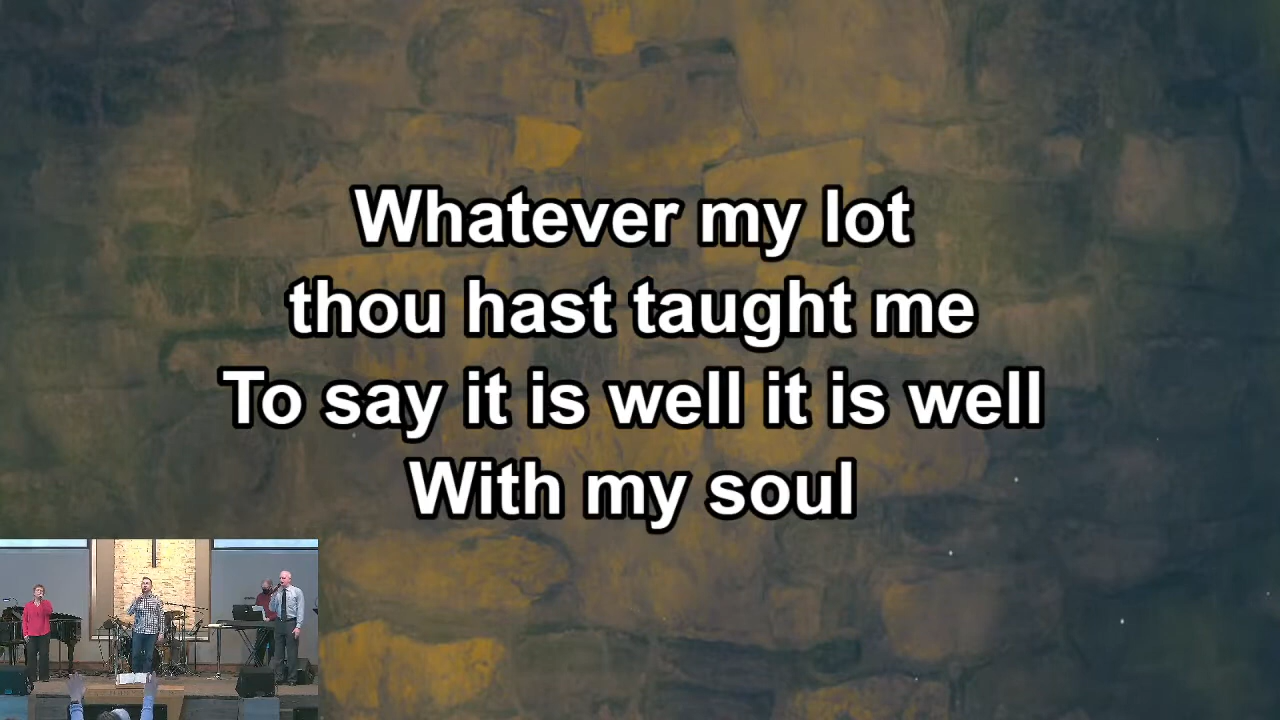 Whatever my lot
thou hast taught me
To say it is well it is well
With my soul